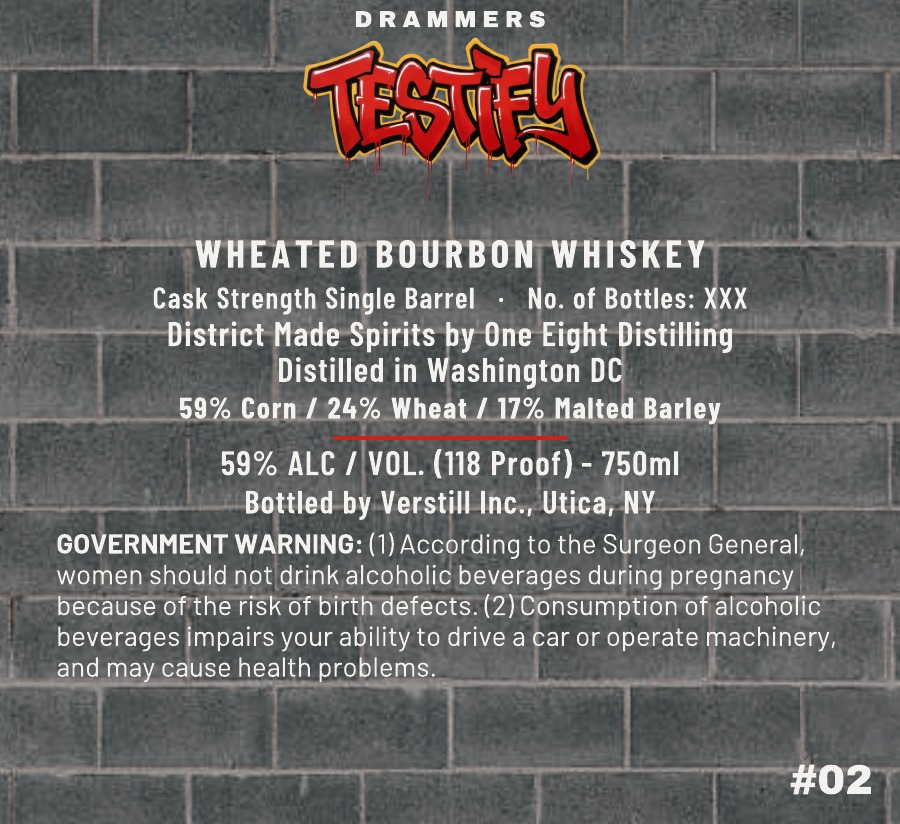 DRAMMERS
TESTiFY
WHEATED BOURBON WHISKEY
Cask Strength Single Barrel · No. of Bottles: XXX
District Made Spirits by One Eight Distilling
Distilled in Washington DC
59% Corn / 24% Wheat / 17% Malted Barley
59% ALC / VOL. (118 Proof) - 750ml
Bottled by Verstill Inc., Utica, NY
GOVERNMENT WARNING: (1) According to the Surgeon General,
women should not drink alcoholic beverages during pregnancy
because of the risk of birth defects. (2) Consumption of alcoholic
beverages impairs your ability to drive a car or operate machinery,
and may cause health problems.
#02